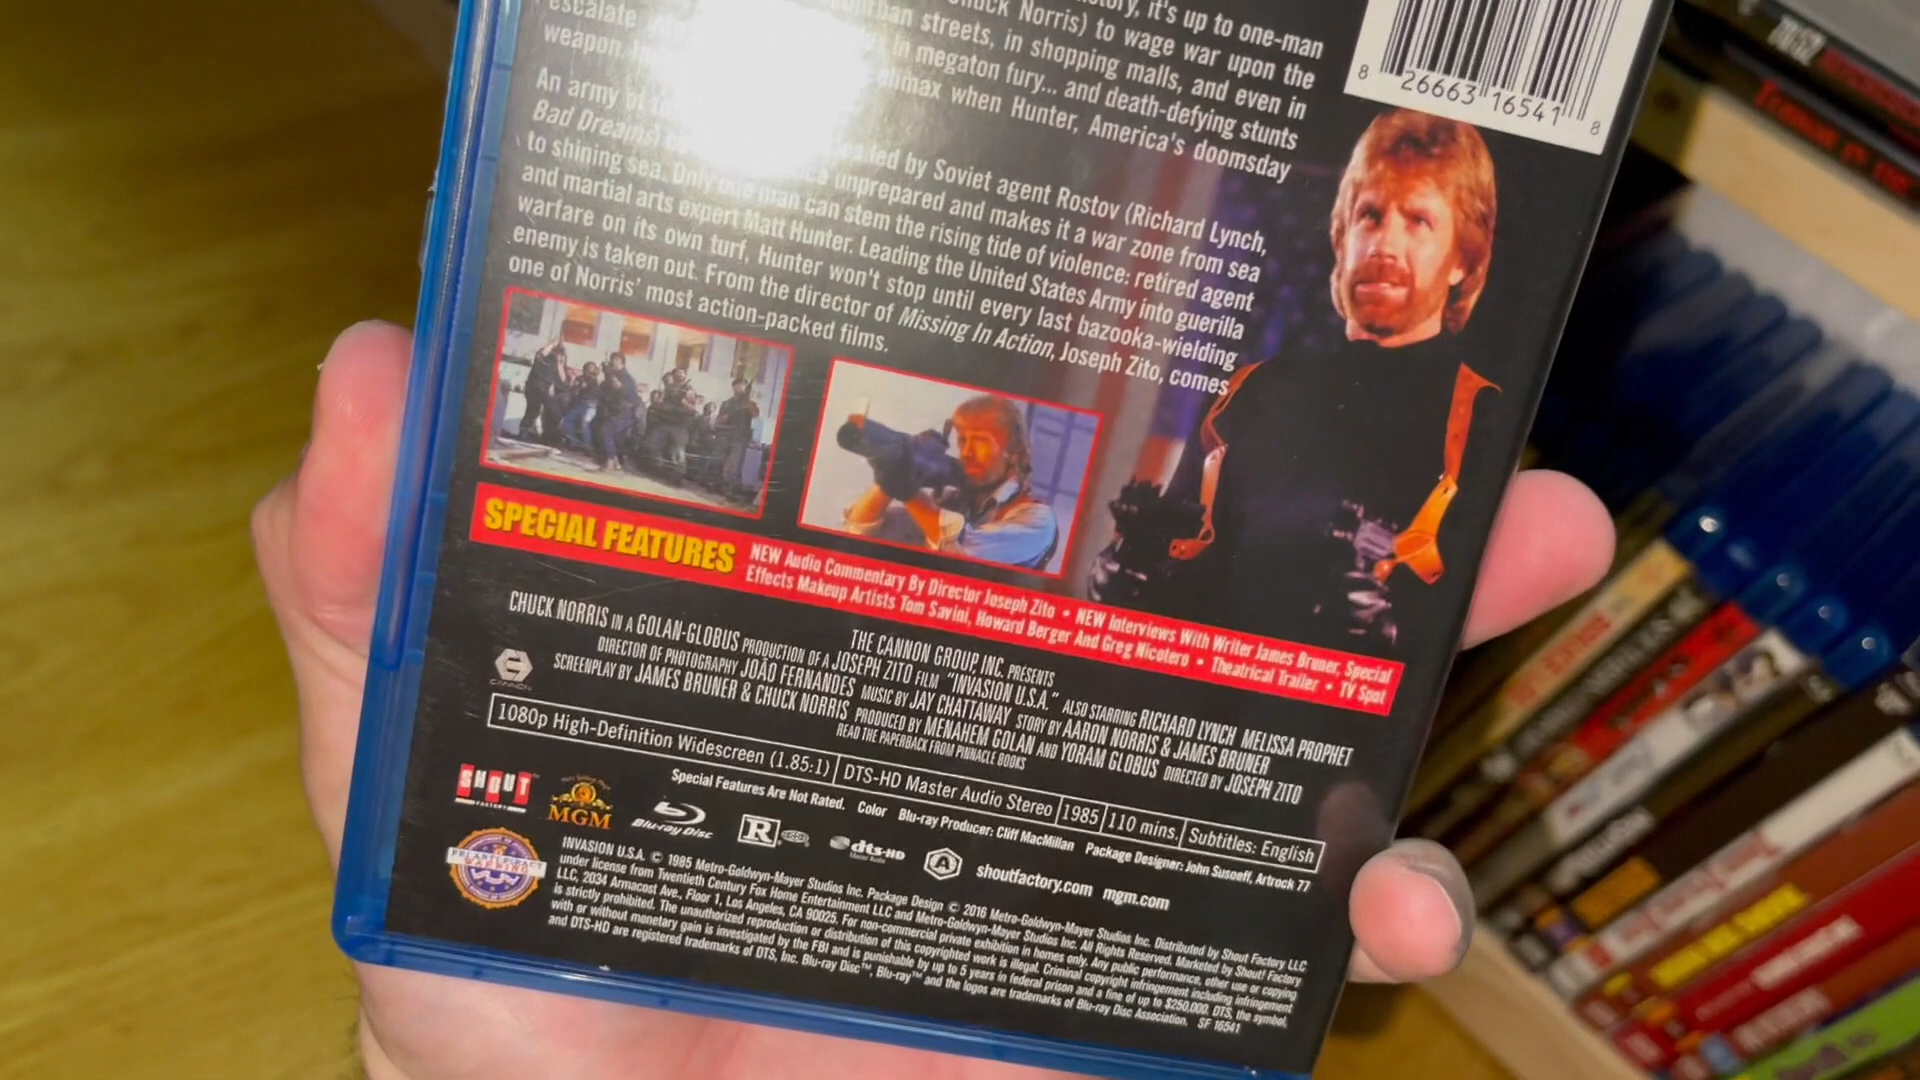 story, it's up to one-man
escalate
Norris) to wage war upon the
weapon
streets, in shopping malls, and even in
in megaton fury... and death-defying stunts
climax when Hunter, America's doomsday
An army of
led by Soviet agent Rostov (Richard Lynch,
Bad Dreams)
unprepared and makes it a war zone from sea
to shining sea. Only one man can stem the rising tide of violence: retired agent
and martial arts expert Matt Hunter. Leading the United States Army into guerilla
warfare on its own turf, Hunter won't stop until every last bazooka-wielding
enemy is taken out. From the director of Missing In Action, Joseph Zito, comes
one of Norris' most action-packed films.
8 26663 16541 8
SPECIAL FEATURES
NEW Audio Commentary By Director Joseph Zito • NEW Interviews With Writer James Bruner, Special
Effects Makeup Artists Tom Savini, Howard Berger And Greg Nicotero • Theatrical Trailer • TV Spot
THE CANNON GROUP, INC. PRESENTS
CHUCK NORRIS IN A GOLAN-GLOBUS PRODUCTION OF A JOSEPH ZITO FILM "INVASION U.S.A." ALSO STARRING RICHARD LYNCH MELISSA PROPHET
DIRECTOR OF PHOTOGRAPHY JOÃO FERNANDES MUSIC BY JAY CHATTAWAY STORY BY AARON NORRIS & JAMES BRUNER
SCREENPLAY BY JAMES BRUNER & CHUCK NORRIS PRODUCED BY MENAHEM GOLAN AND YORAM GLOBUS DIRECTED BY JOSEPH ZITO
READ THE PAPERBACK FROM PINNACLE BOOKS
CANNON
1080p High-Definition Widescreen (1.85:1) DTS-HD Master Audio Stereo 1985 110 mins. Subtitles: English
Special Features Are Not Rated. Color Blu-ray Producer: Cliff MacMillan Package Designer: John Susoeff, Artrock 77
SHOUT FACTORY
MGM
Blu-ray Disc
R
dts-HD
Master Audio
A
shoutfactory.com mgm.com
INVASION U.S.A. © 1985 Metro-Goldwyn-Mayer Studios Inc. Package Design © 2016 Metro-Goldwyn-Mayer Studios Inc. Distributed by Shout Factory LLC
under license from Twentieth Century Fox Home Entertainment LLC and Metro-Goldwyn-Mayer Studios Inc. All Rights Reserved. Marketed by Shout! Factory
LLC, 2034 Armacost Ave., Floor 1, Los Angeles, CA 90025. For non-commercial private exhibition in homes only. Any public performance, other use or copying
is strictly prohibited. The unauthorized reproduction or distribution of this copyrighted work is illegal. Criminal copyright infringement including infringement
with or without monetary gain is investigated by the FBI and is punishable by up to 5 years in federal prison and a fine of up to $250,000. DTS, the symbol,
and DTS-HD are registered trademarks of DTS, Inc. Blu-ray Disc™, Blu-ray™ and the logos are trademarks of Blu-ray Disc Association. SF 16541